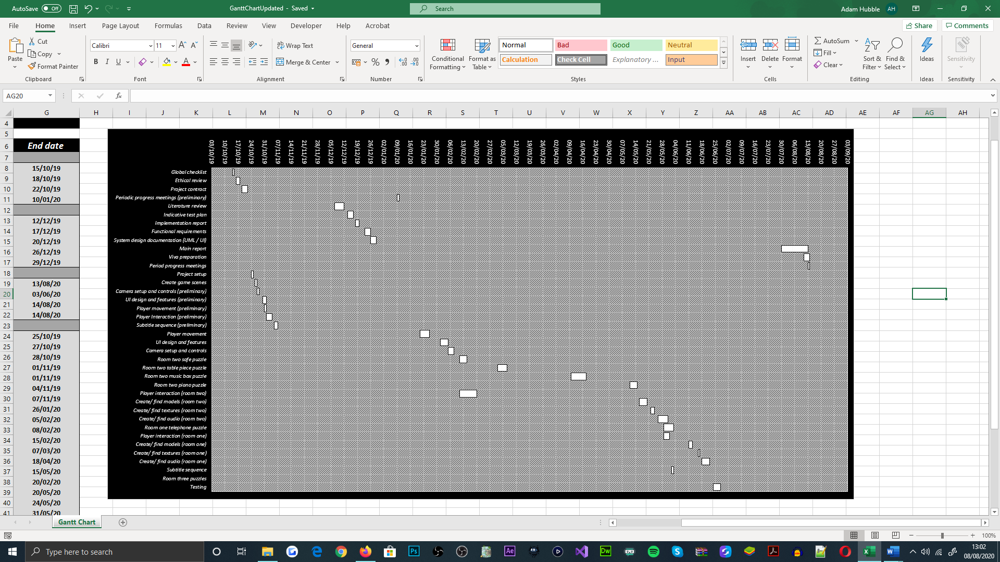 AutoSave Off GanttChartUpdated - Saved Search Adam Hubble AH
File Home Insert Page Layout Formulas Data Review View Developer Help Acrobat Share Comments
Paste Cut Copy Format Painter Clipboard
Calibri 11 B I U A A A Font
Wrap Text Merge & Center Alignment
General % Number
Conditional Formatting Format as Table
Normal Bad Good Neutral
Calculation Check Cell Explanatory ... Input
Styles
Insert Delete Format Cells
AutoSum Fill Clear Sort & Filter Find & Select Editing
Ideas Ideas
Sensitivity Sensitivity
AG20 fx
G H I J K L M N O P Q R S T U V W X Y Z AA AB AC AD AE AF AG AH
4
5
6 End date
7
8 15/10/19
9 18/10/19
10 22/10/19
11 10/01/20
12
13 12/12/19
14 17/12/19
15 20/12/19
16 26/12/19
17 29/12/19
18
19 13/08/20
20 03/06/20
21 14/08/20
22 14/08/20
23
24 25/10/19
25 27/10/19
26 28/10/19
27 01/11/19
28 01/11/19
29 04/11/19
30 07/11/19
31 26/01/20
32 05/02/20
33 08/02/20
34 15/02/20
35 07/03/20
36 18/04/20
37 15/05/20
38 20/02/20
39 20/05/20
40 24/05/20
41 31/05/20
03/10/19 10/10/19 17/10/19 24/10/19 31/10/19 07/11/19 14/11/19 21/11/19 28/11/19 05/12/19 12/12/19 19/12/19 26/12/19 02/01/20 09/01/20 16/01/20 23/01/20 30/01/20 06/02/20 13/02/20 20/02/20 27/02/20 05/03/20 12/03/20 19/03/20 26/03/20 02/04/20 09/04/20 16/04/20 23/04/20 30/04/20 07/05/20 14/05/20 21/05/20 28/05/20 04/06/20 11/06/20 18/06/20 25/06/20 02/07/20 09/07/20 16/07/20 23/07/20 30/07/20 06/08/20 13/08/20 20/08/20 27/08/20 03/09/20
Global checklist
Ethical review
Project contract
Periodic progress meetings (preliminary)
Literature review
Indicative test plan
Implementation report
Functional requirements
System design documentation (UML / UI)
Main report
Viva preparation
Period progress meetings
Project setup
Create game scenes
Camera setup and controls (preliminary)
UI design and features (preliminary)
Player movement (preliminary)
Player Interaction (preliminary)
Subtitle sequence (preliminary)
Player movement
UI design and features
Camera setup and controls
Room two safe puzzle
Room two table piece puzzle
Room two music box puzzle
Room two piano puzzle
Player interaction (room two)
Create/ find models (room two)
Create/ find textures (room two)
Create/ find audio (room two)
Room one telephone puzzle
Player interaction (room one)
Create/ find models (room one)
Create/ find textures (room one)
Create/ find audio (room one)
Subtitle sequence
Room three puzzles
Testing
Gantt Chart
100%
Type here to search
Ps Ae Dw
13:02
08/08/2020